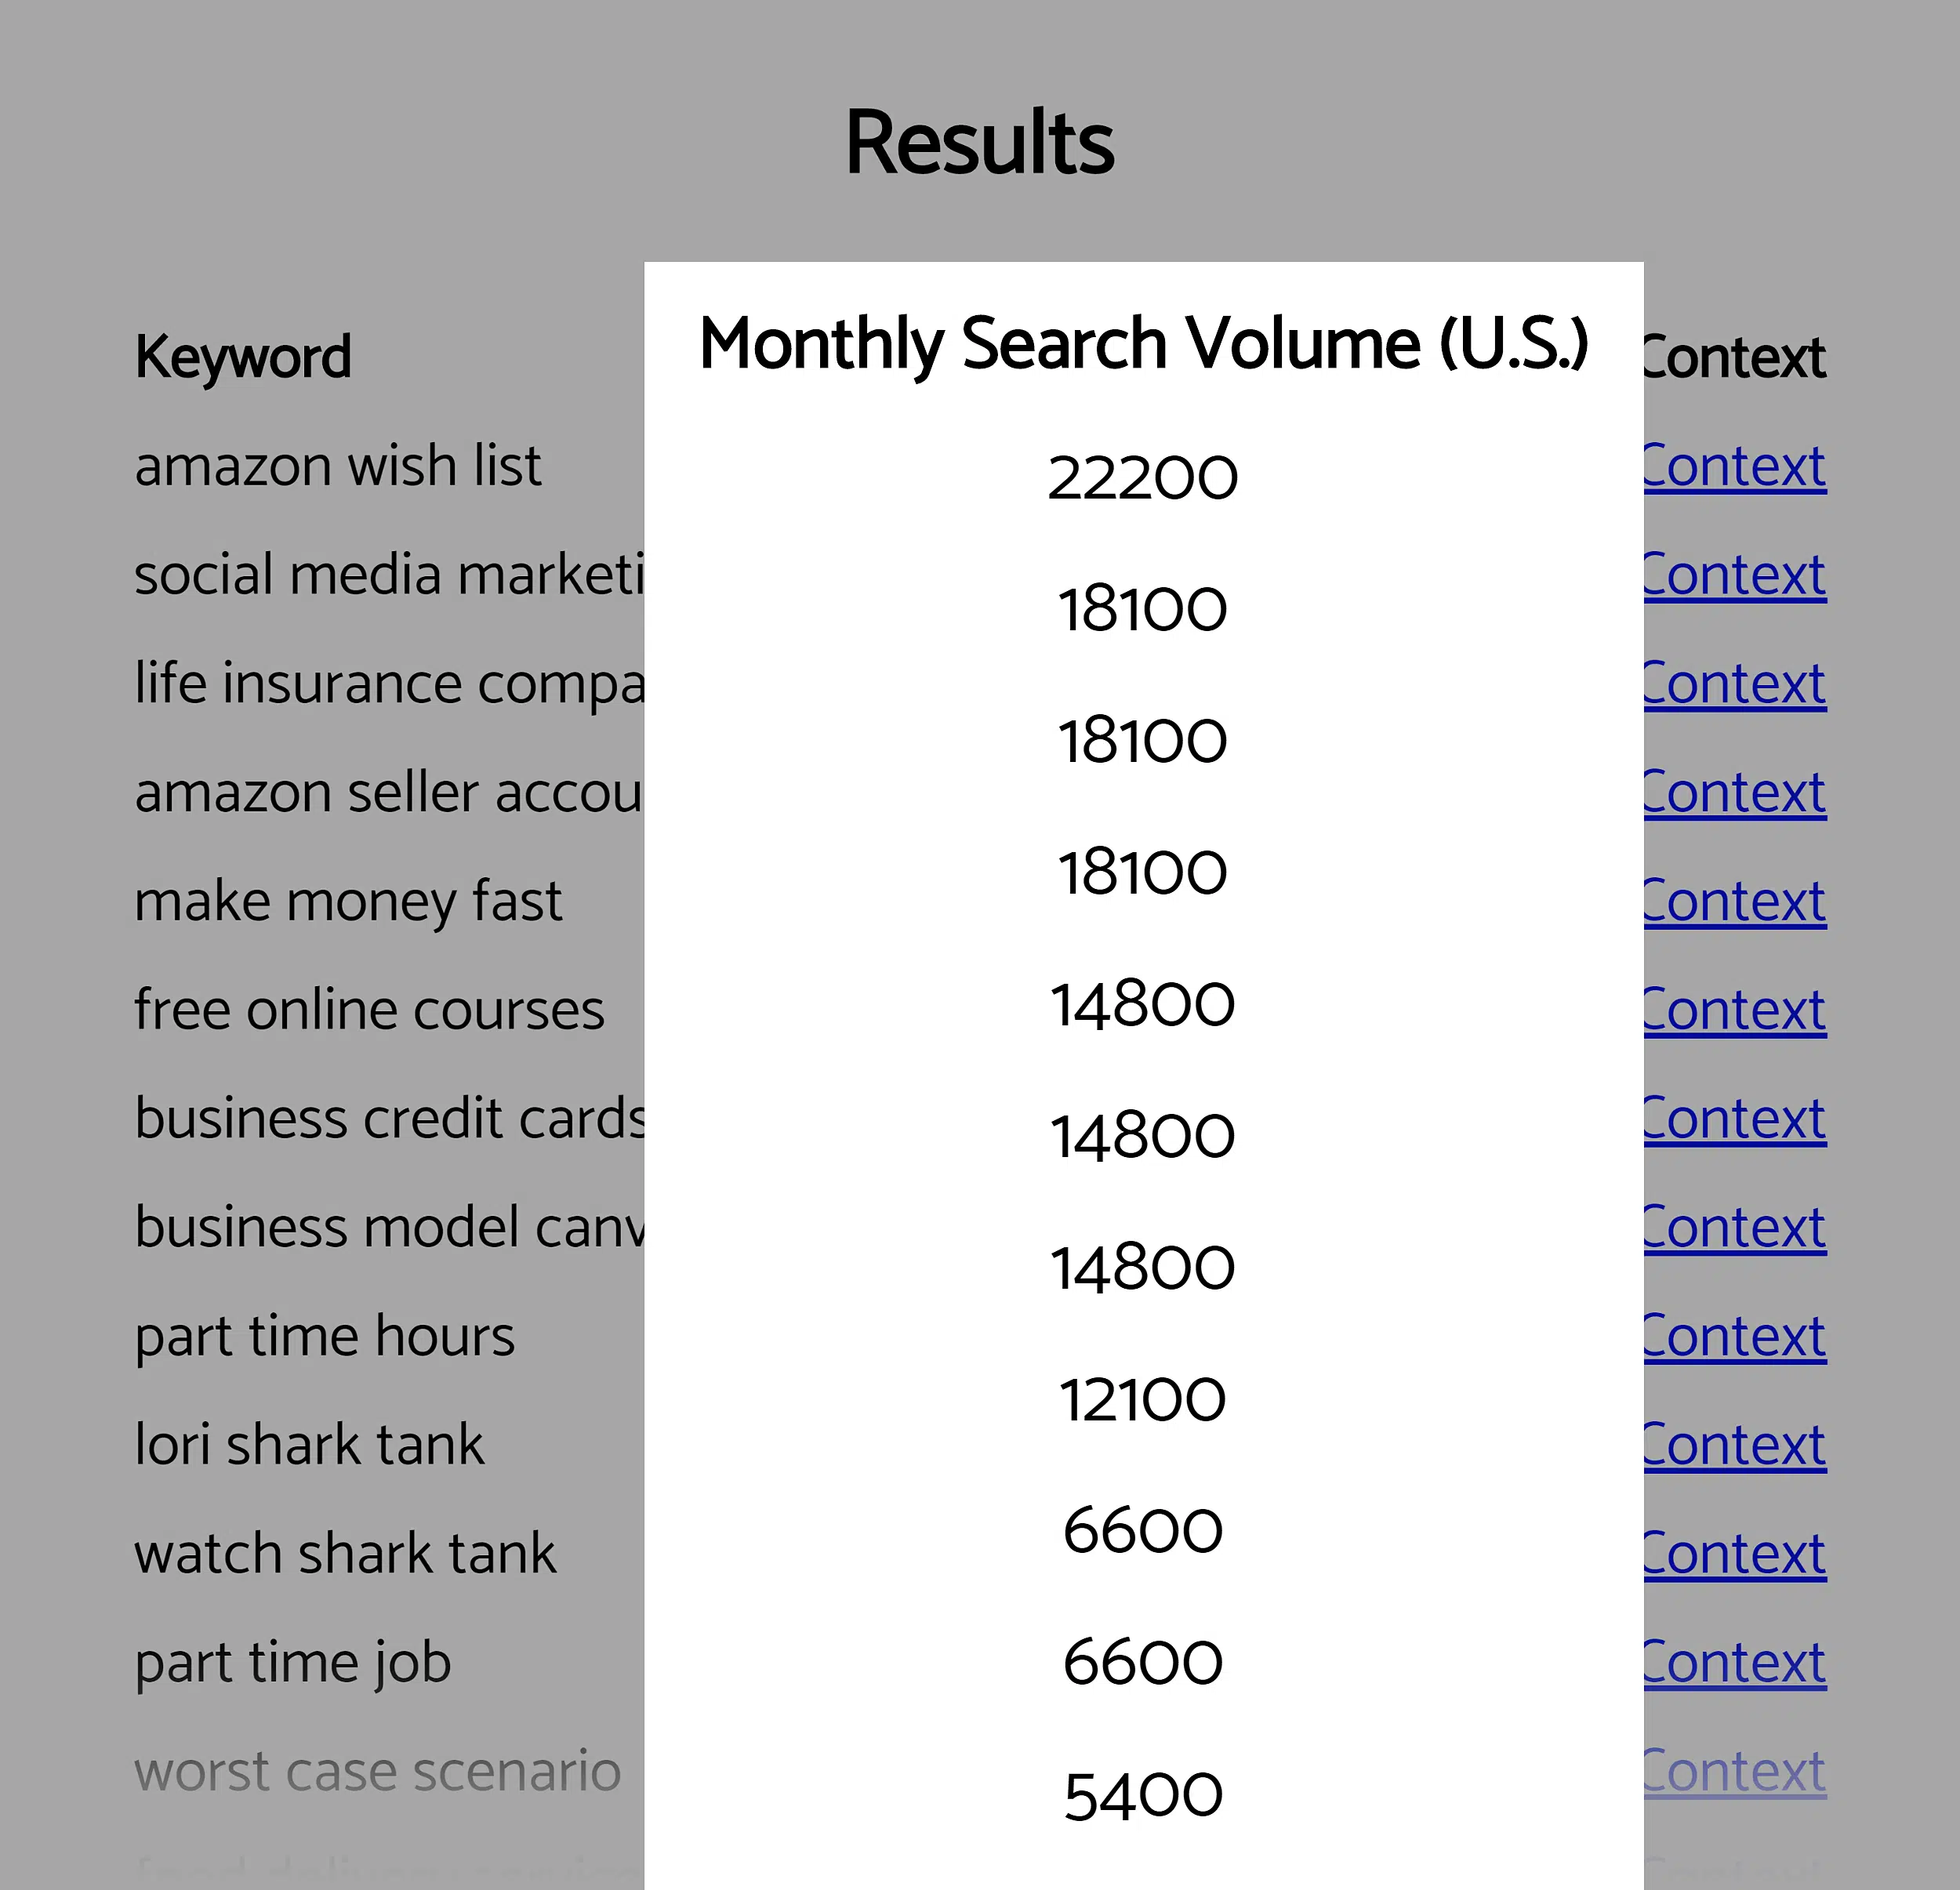 Results
Keyword Monthly Search Volume (U.S.) Context
amazon wish list 22200 Context
social media marketi 18100 Context
life insurance compa 18100 Context
amazon seller accou 18100 Context
make money fast 14800 Context
free online courses 14800 Context
business credit cards 14800 Context
business model canv 12100 Context
part time hours 6600 Context
lori shark tank 6600 Context
watch shark tank 5400 Context
part time job Context
worst case scenario Context